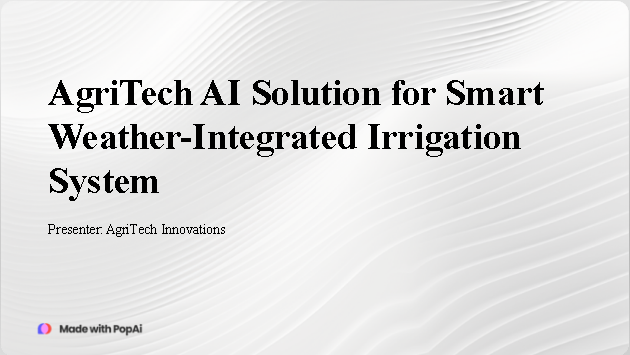 AgriTech AI Solution for Smart
Weather-Integrated Irrigation
System
Presenter: AgriTech Innovations
Made with PopAi